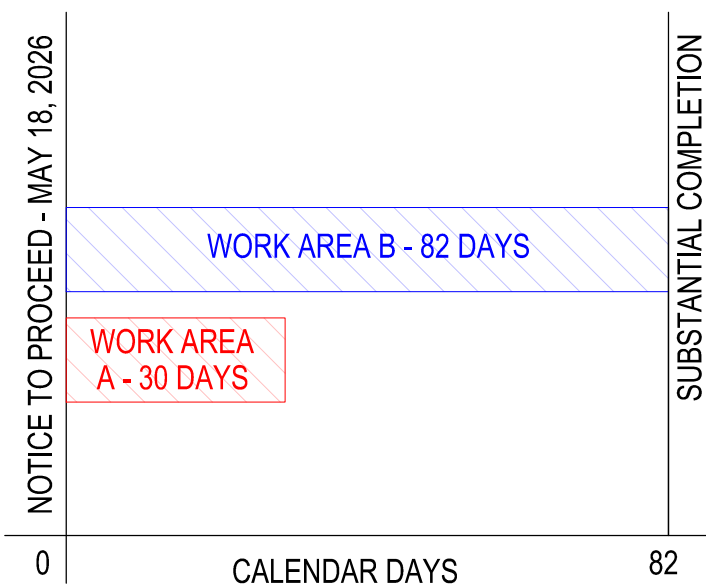 NOTICE TO PROCEED - MAY 18, 2026
SUBSTANTIAL COMPLETION
WORK AREA B - 82 DAYS
WORK AREA
A - 30 DAYS
0
CALENDAR DAYS
82